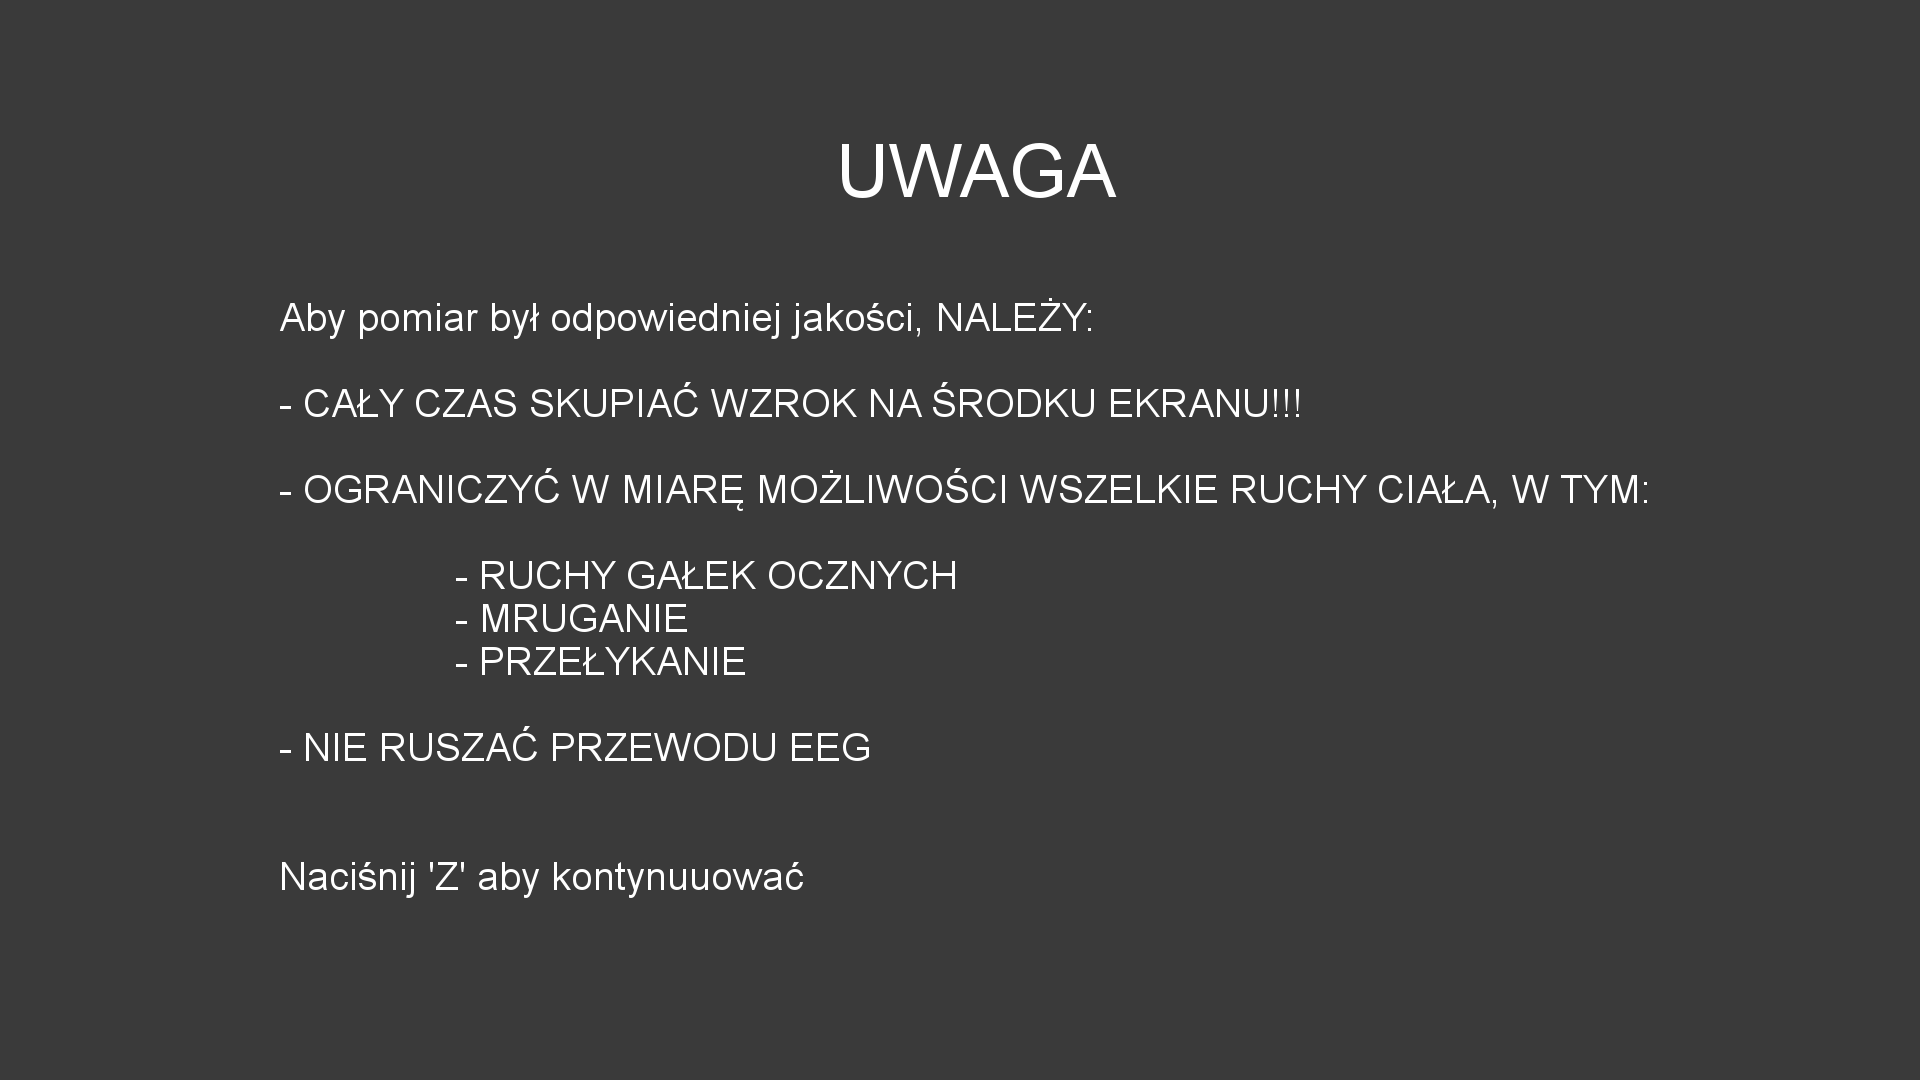 UWAGA
Aby pomiar był odpowiedniej jakości, NALEŻY:
- CAŁY CZAS SKUPIAĆ WZROK NA ŚRODKU EKRANU!!!
- OGRANICZYĆ W MIARĘ MOŻLIWOŚCI WSZELKIE RUCHY CIAŁA, W TYM:
- RUCHY GAŁEK OCZNYCH
- MRUGANIE
- PRZEŁYKANIE
- NIE RUSZAĆ PRZEWODU EEG
Naciśnij 'Z' aby kontynuuować